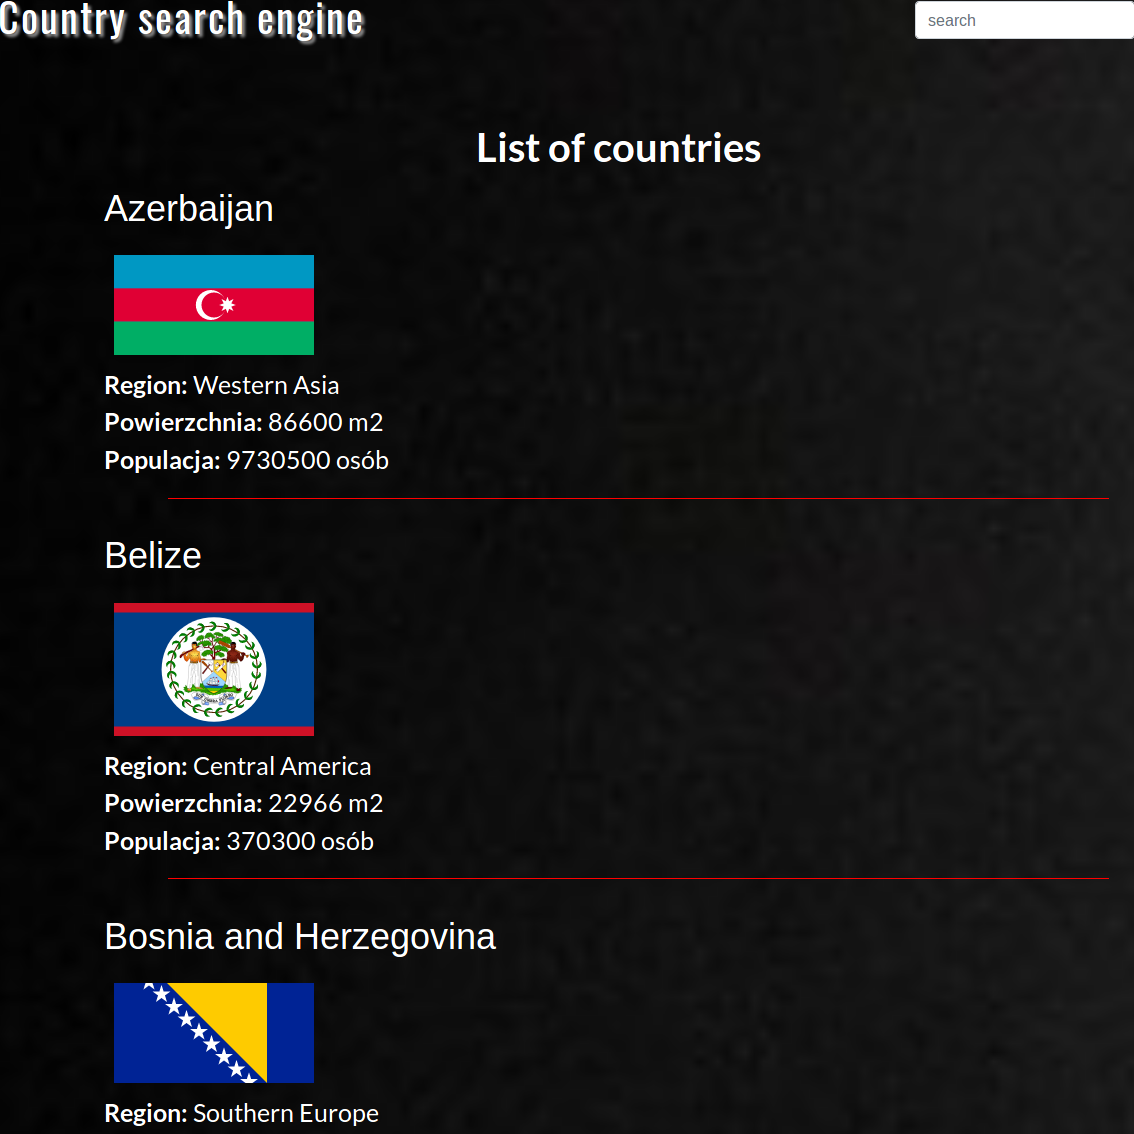 Country search engine
search
List of countries
Azerbaijan
Region: Western Asia
Powierzchnia: 86600 m2
Populacja: 9730500 osób
Belize
Region: Central America
Powierzchnia: 22966 m2
Populacja: 370300 osób
Bosnia and Herzegovina
Region: Southern Europe